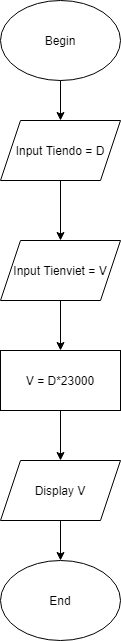 Begin
Input Tiendo = D
Input Tienviet = V
V = D*23000
Display V
End